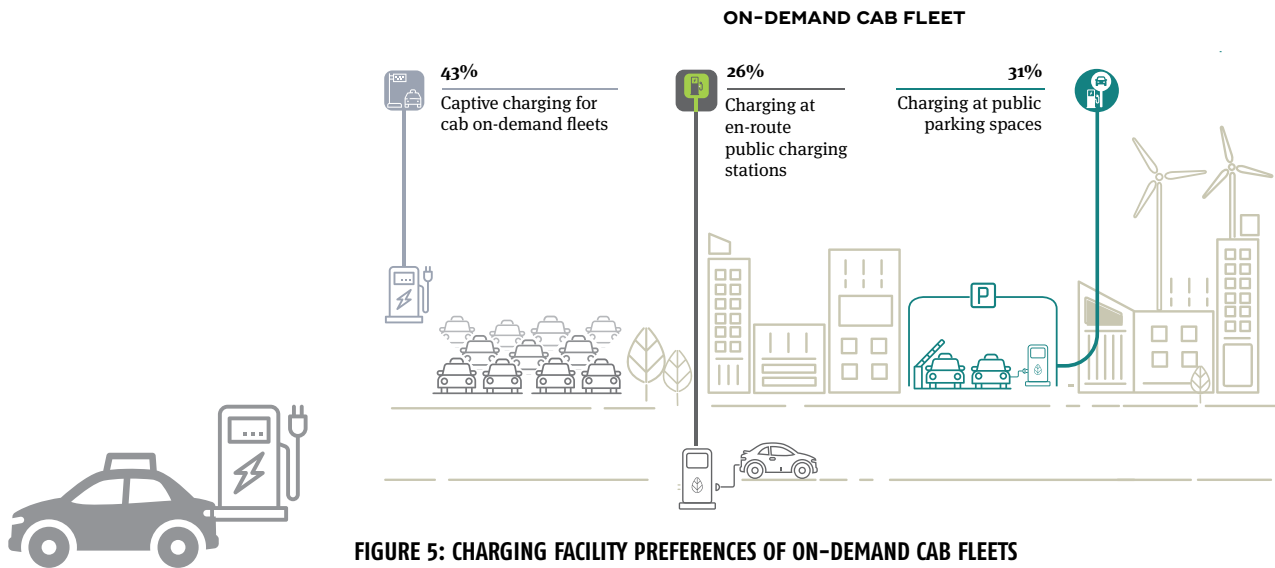 ON-DEMAND CAB FLEET
43%
Captive charging for
cab on-demand fleets
26%
Charging at
en-route
public charging
stations
31%
Charging at public
parking spaces
P
FIGURE 5: CHARGING FACILITY PREFERENCES OF ON-DEMAND CAB FLEETS